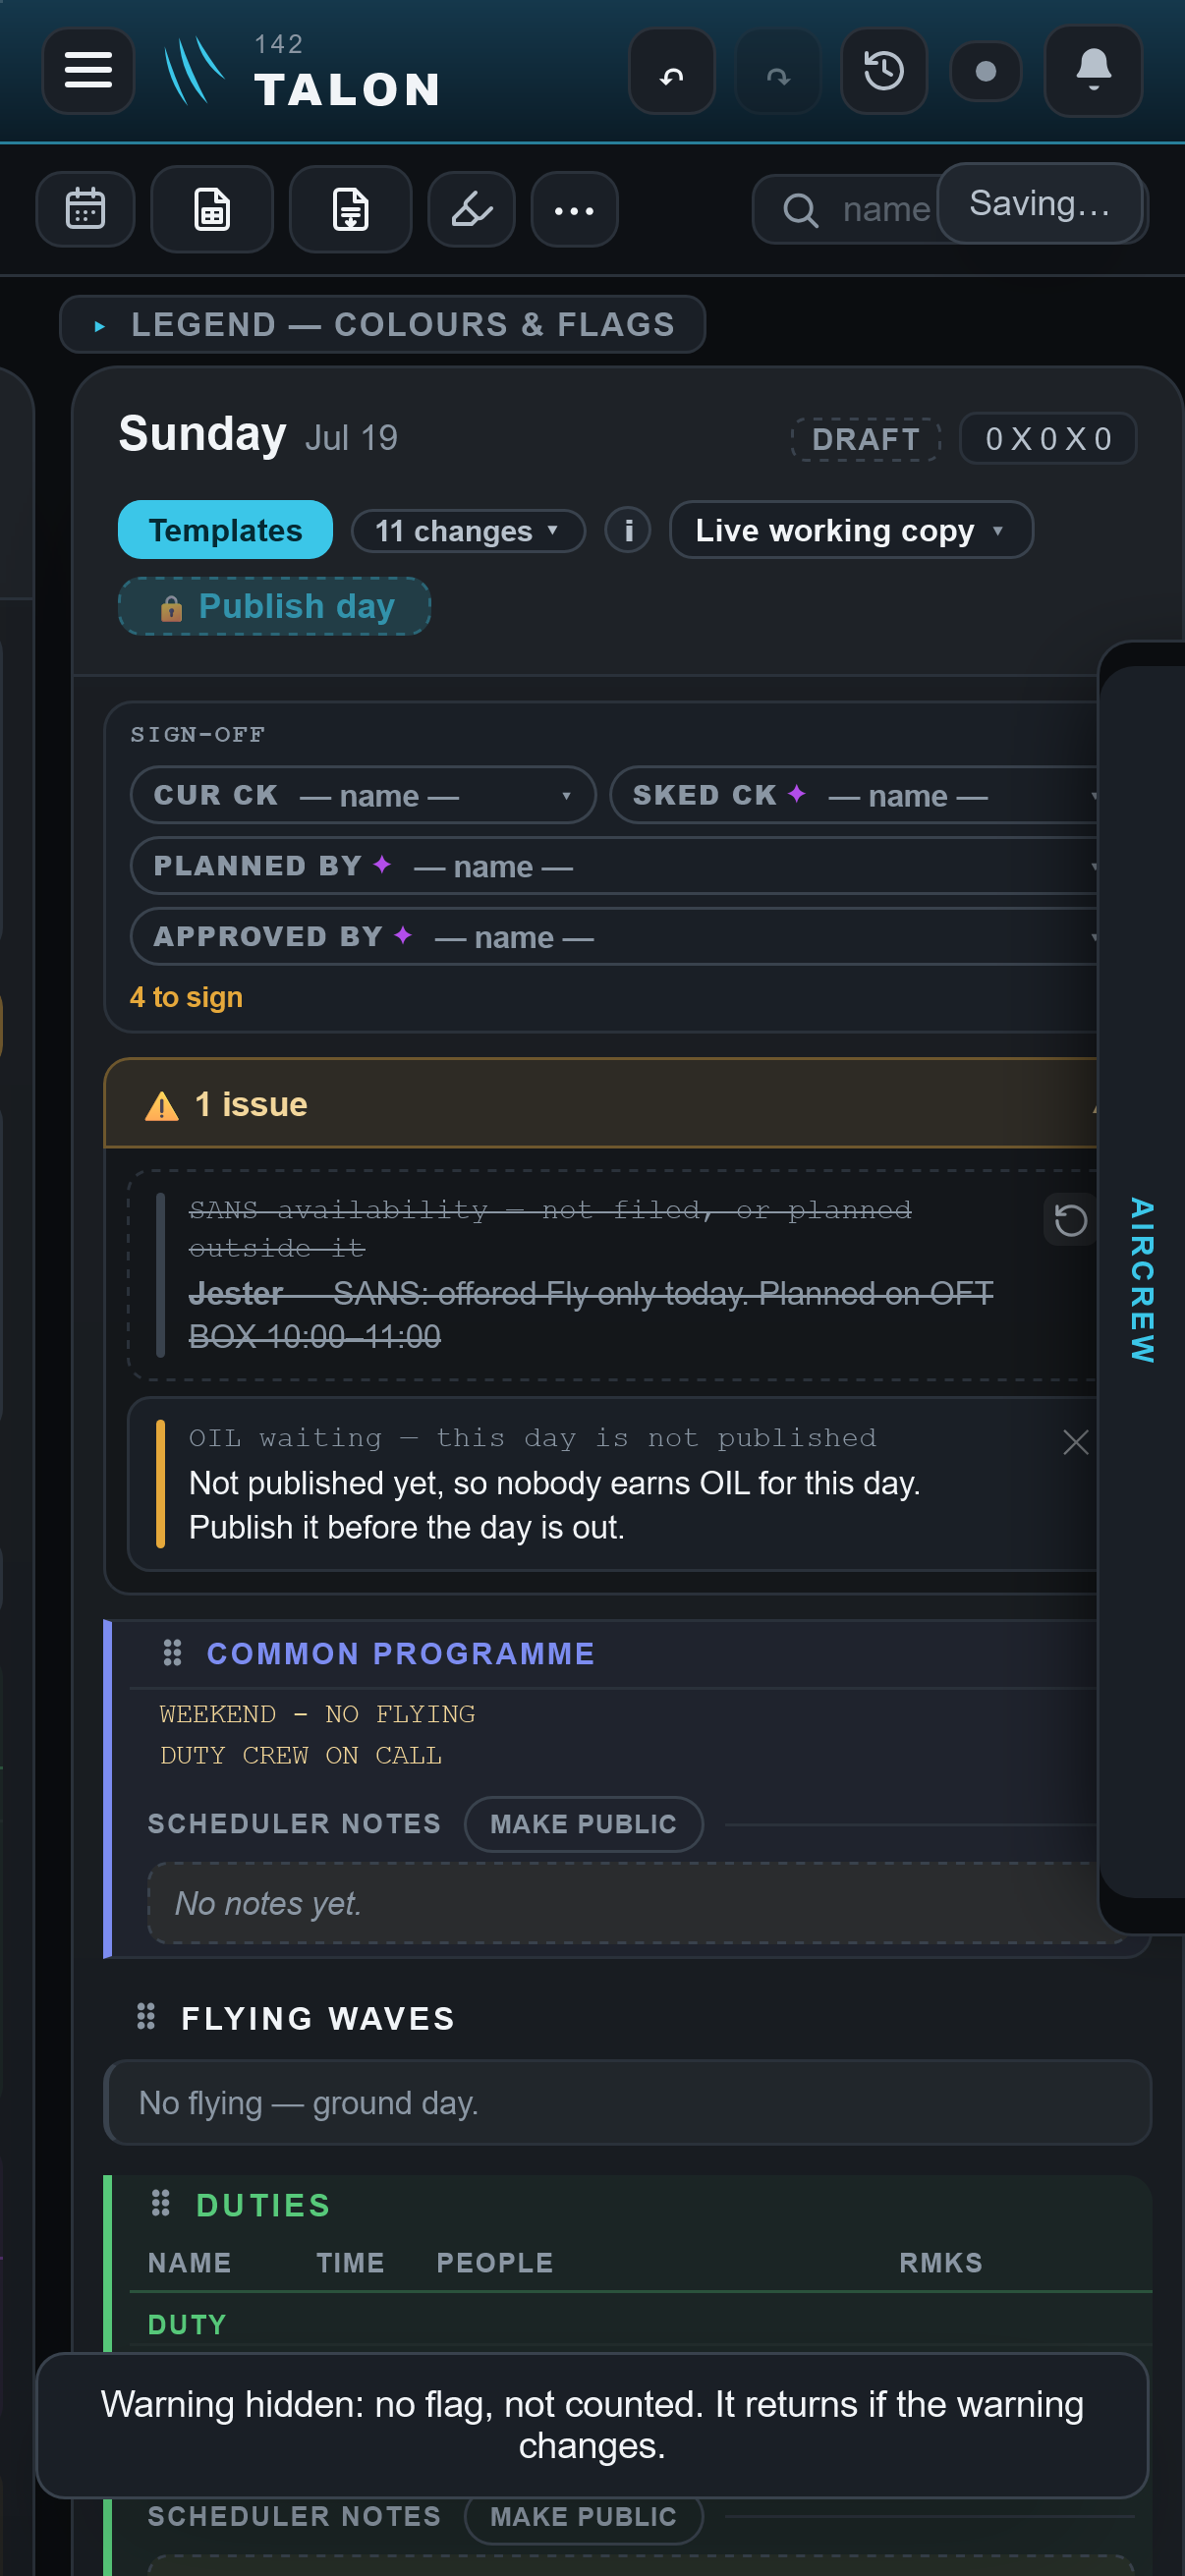 142
TALON
name
Saving...
LEGEND — COLOURS & FLAGS
Sunday Jul 19
DRAFT
0 X 0 X 0
Templates
11 changes
i
Live working copy
Publish day
SIGN-OFF
CUR CK — name —
SKED CK — name —
PLANNED BY — name —
APPROVED BY — name —
4 to sign
1 issue
SANS availability — not filed, or planned
outside it
Jester — SANS: offered Fly only today. Planned on OFT
BOX 10:00–11:00
OIL waiting — this day is not published
Not published yet, so nobody earns OIL for this day.
Publish it before the day is out.
AIRCREW
COMMON PROGRAMME
WEEKEND - NO FLYING
DUTY CREW ON CALL
SCHEDULER NOTES
MAKE PUBLIC
No notes yet.
FLYING WAVES
No flying — ground day.
DUTIES
NAME TIME PEOPLE RMKS
DUTY
Warning hidden: no flag, not counted. It returns if the warning
changes.
SCHEDULER NOTES
MAKE PUBLIC